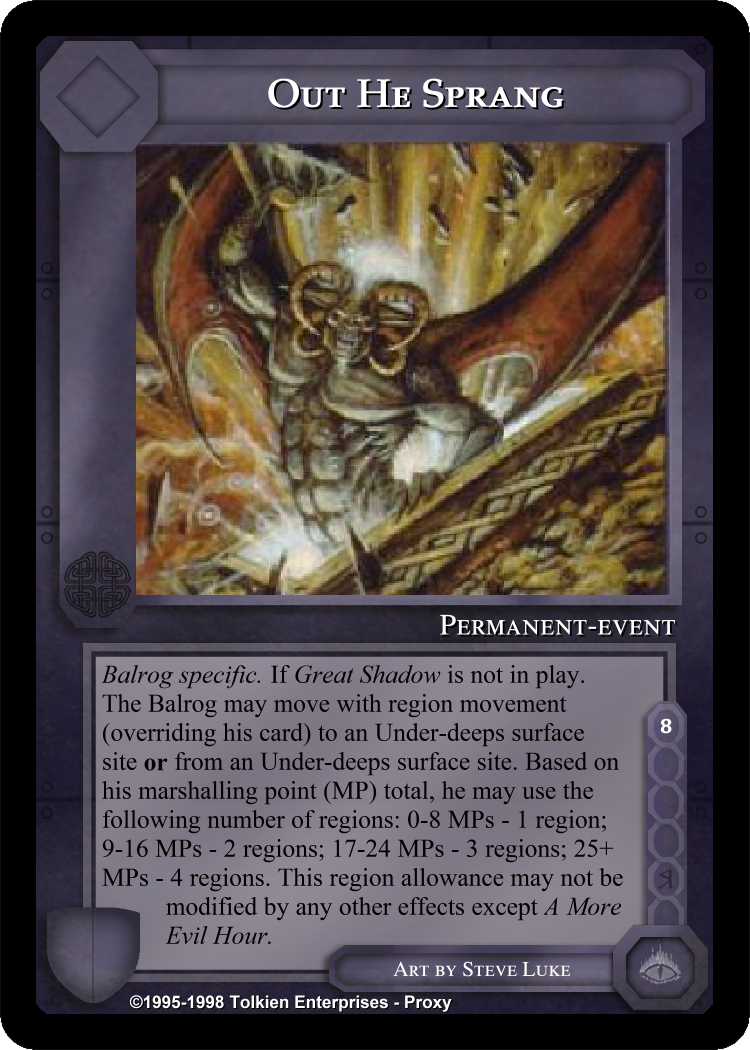 Out He Sprang
Permanent-event
Balrog specific. If Great Shadow is not in play.
The Balrog may move with region movement
(overriding his card) to an Under-deeps surface
site or from an Under-deeps surface site. Based on
his marshalling point (MP) total, he may use the
following number of regions: 0-8 MPs - 1 region;
9-16 MPs - 2 regions; 17-24 MPs - 3 regions; 25+
MPs - 4 regions. This region allowance may not be
modified by any other effects except A More
Evil Hour.
8
Art by Steve Luke
©1995-1998 Tolkien Enterprises - Proxy